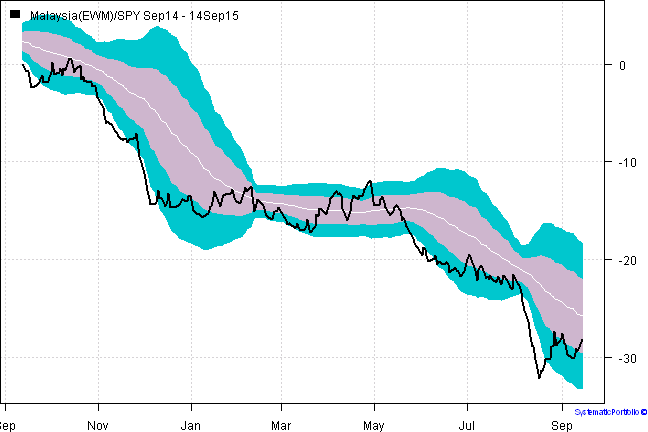 Malaysia(EWM)/SPY Sep14 - 14Sep15
0
-10
-20
-30
Sep Nov Jan Mar May Jul Sep
SystematicPortfolio ©